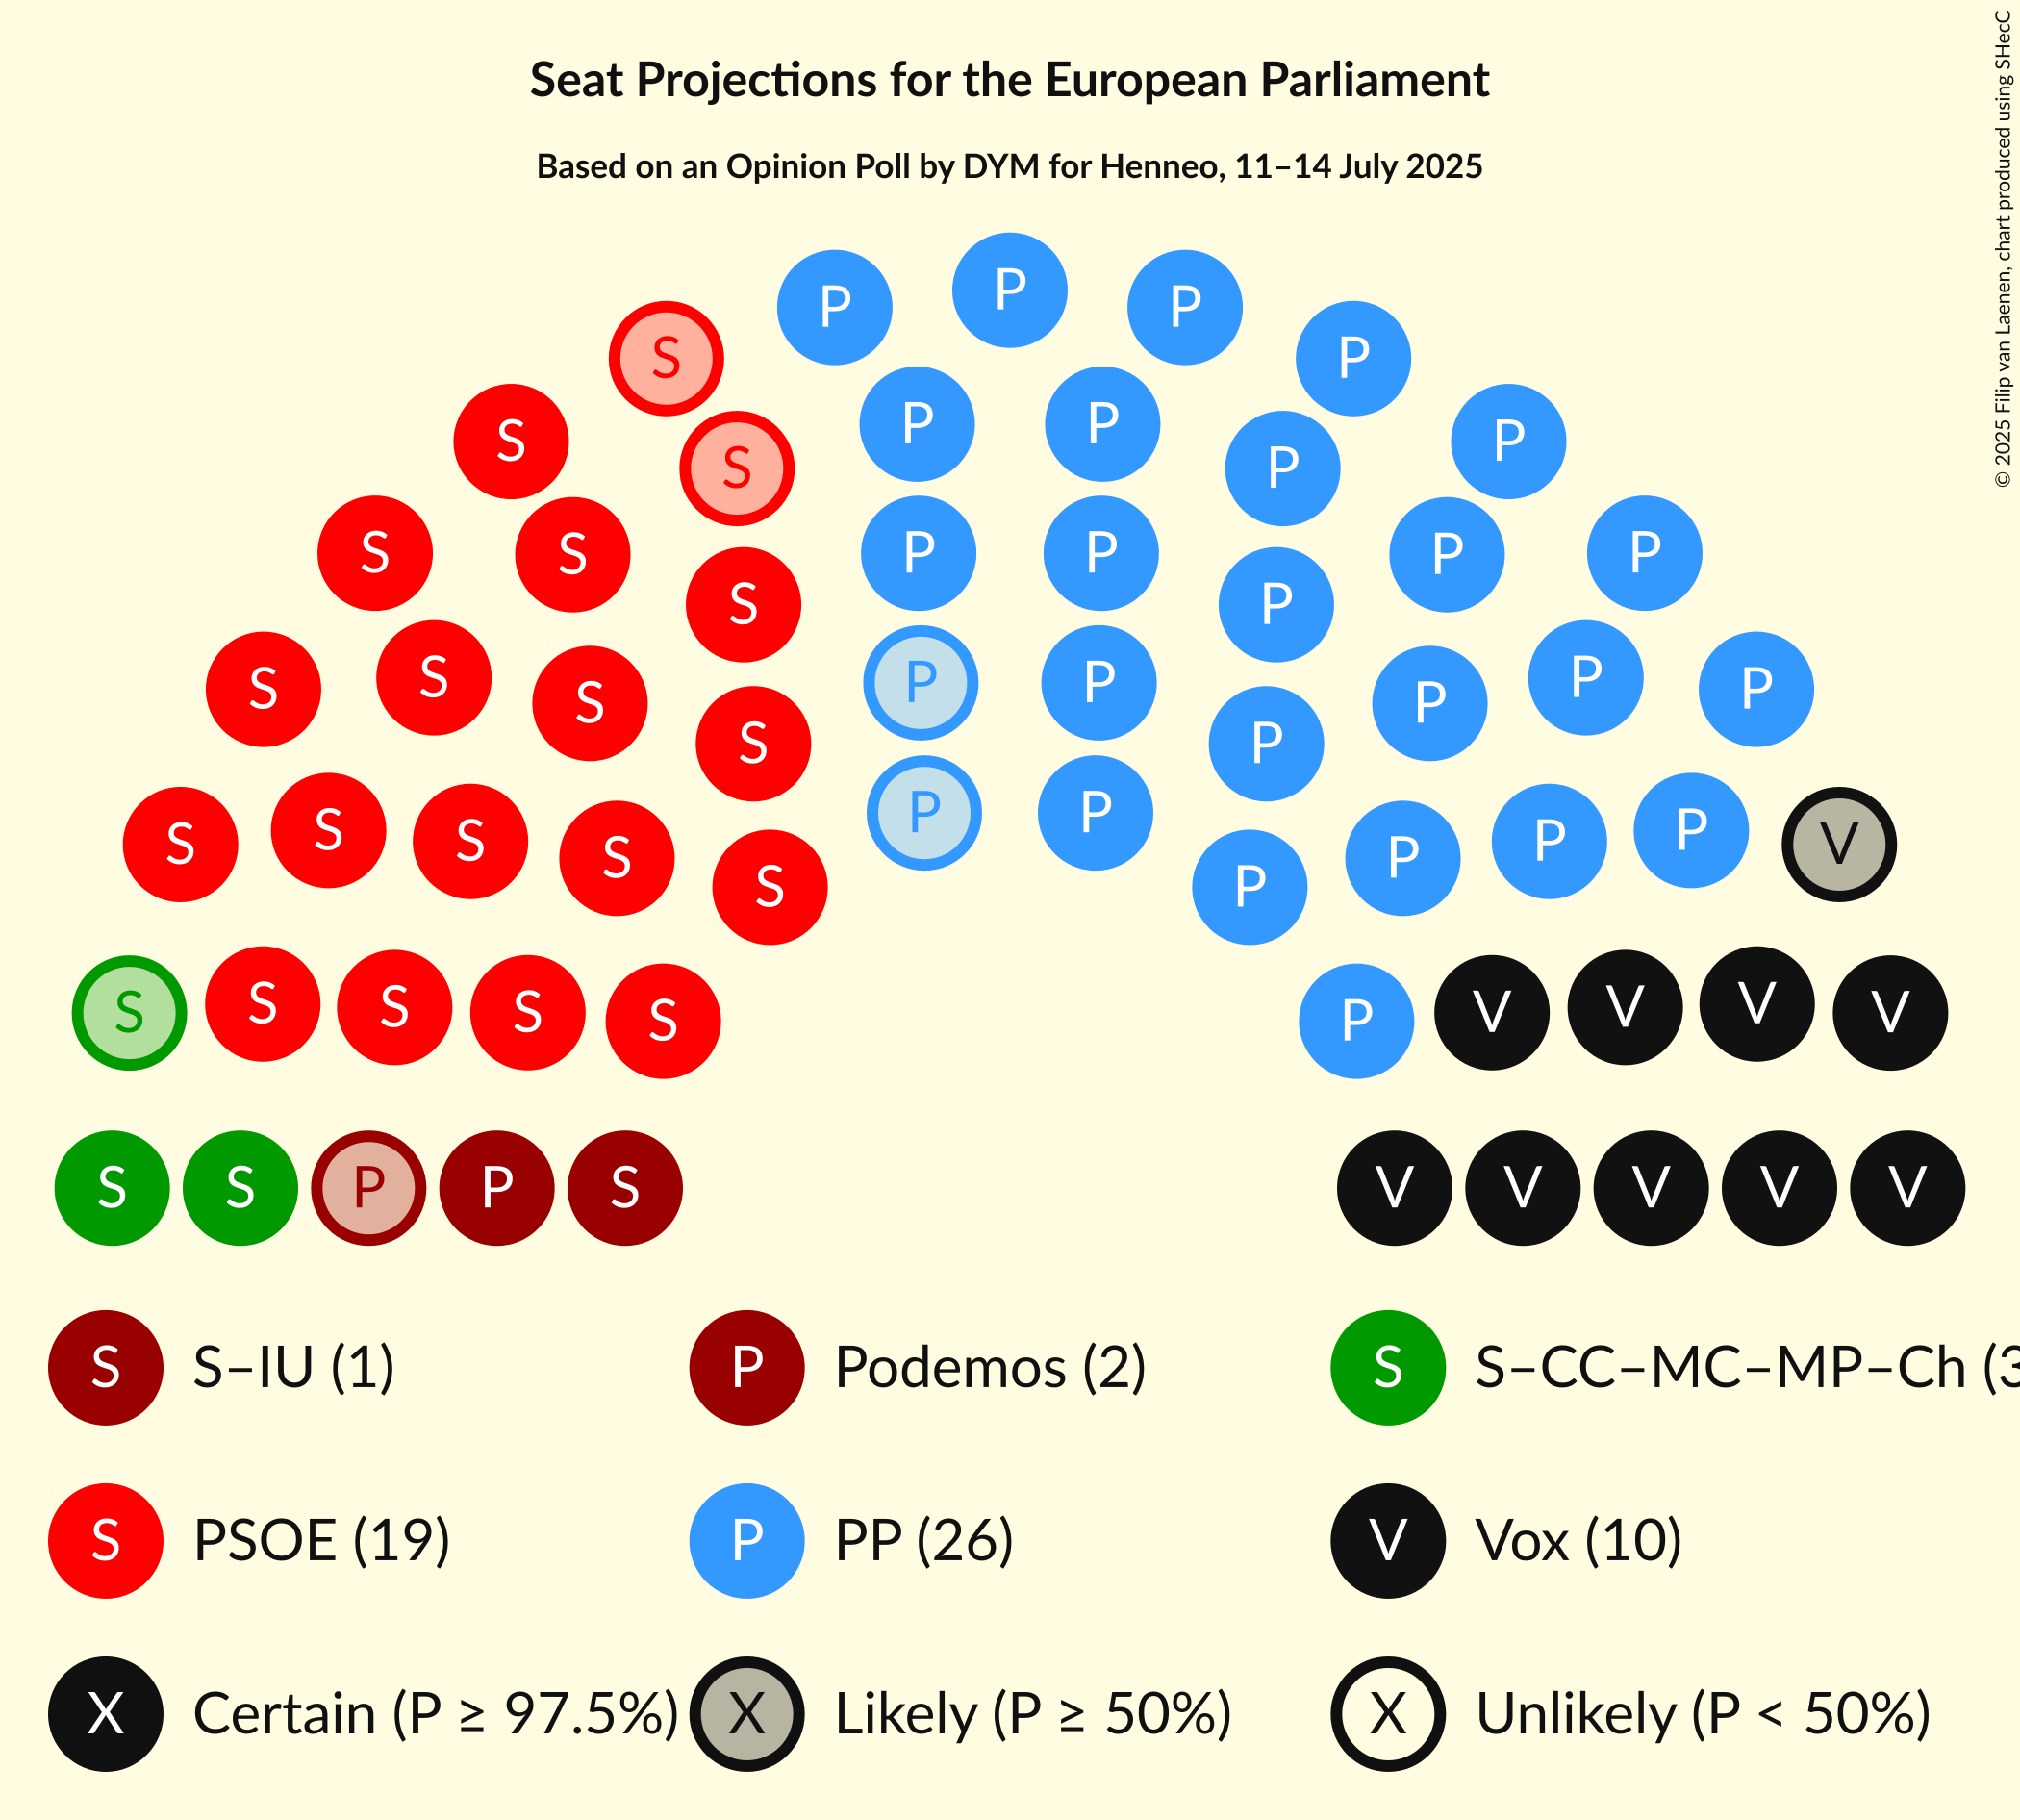 Seat Projections for the European Parliament
Based on an Opinion Poll by DYM for Henneo, 11–14 July 2025
© 2025 Filip van Laenen, chart produced using SHecC
P
P P
S P
S P P P
S P
S S P P
S P P
S P
S S P P
P P
S S P P
S P
P P
S S S P P V
S P
S S P
V V
S S V V
S S P
S S P P S V V V V V
S S–IU (1) P Podemos (2) S S–CC–MC–MP–Ch (3
S PSOE (19) P PP (26) V Vox (10)
X Certain (P ≥ 97.5%) X Likely (P ≥ 50%) X Unlikely (P < 50%)